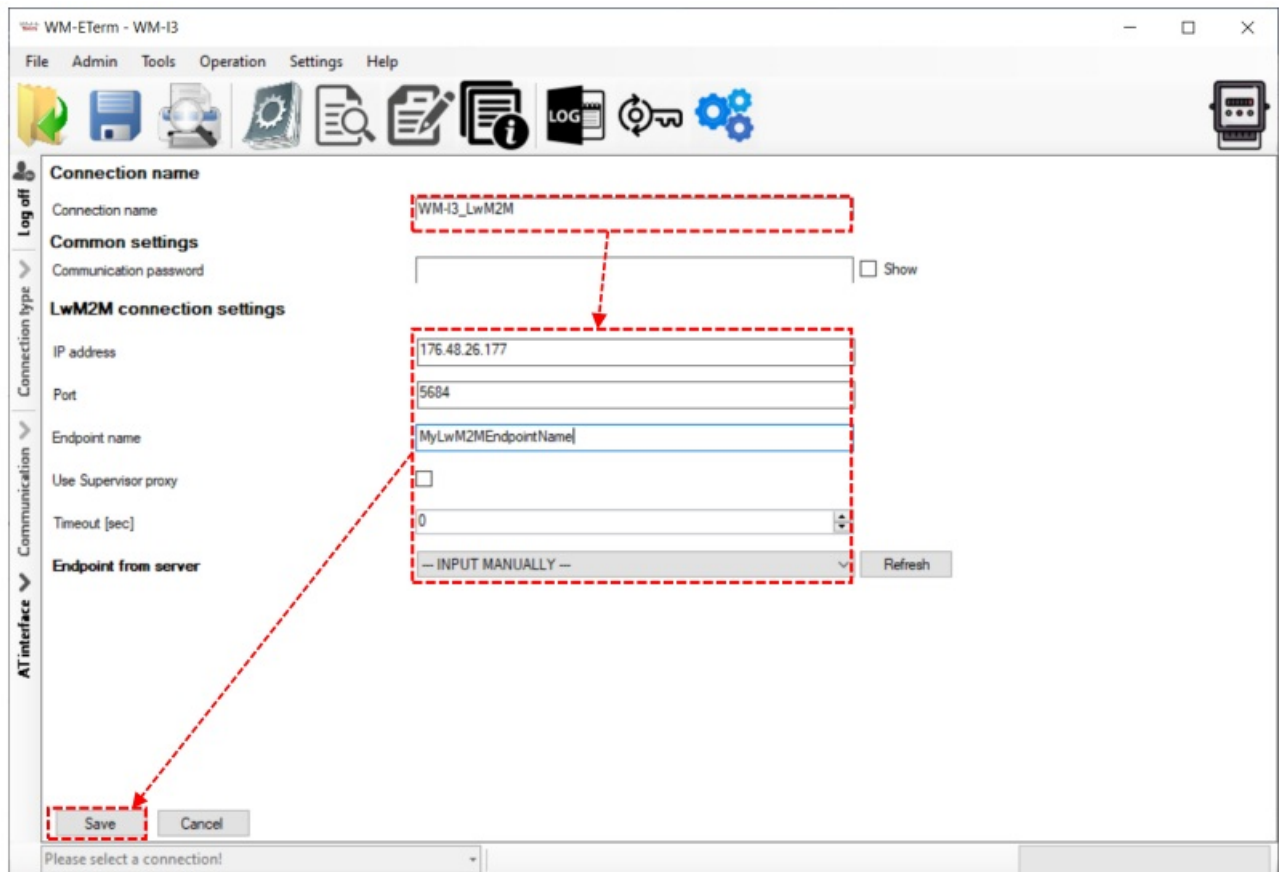 WM-ETerm - WM-I3
File Admin Tools Operation Settings Help
LOG
Log off
Connection type
Communication
AT interface
Connection name
Connection name WM-I3_LwM2M
Common settings
Communication password Show
LwM2M connection settings
IP address 176.48.26.177
Port 5684
Endpoint name MyLwM2MEndpointName
Use Supervisor proxy
Timeout [sec] 0
Endpoint from server --- INPUT MANUALLY --- Refresh
Save Cancel
Please select a connection!